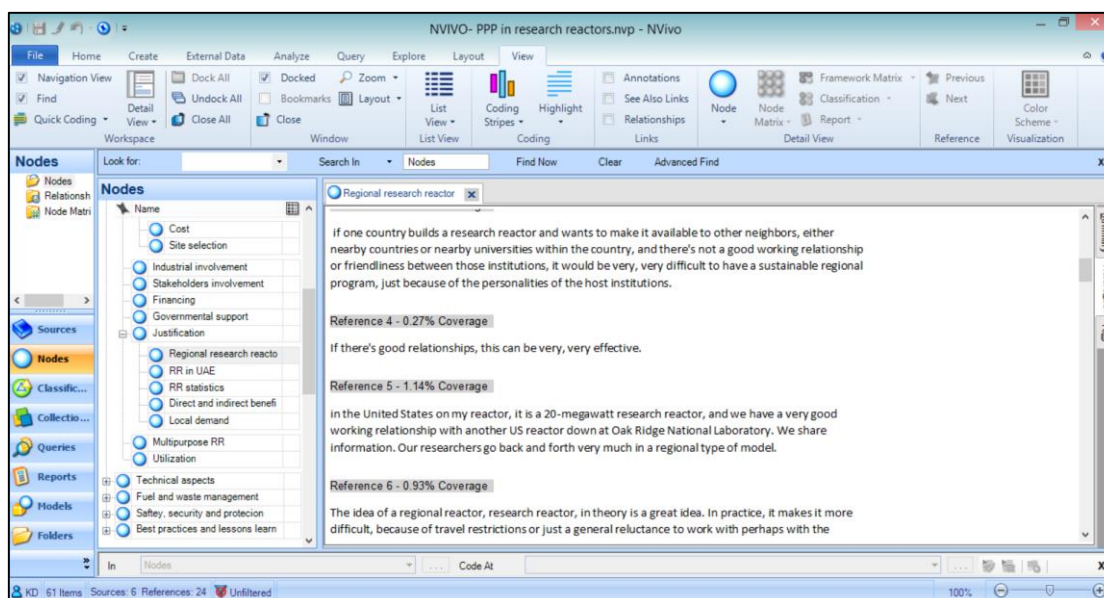 NVIVO- PPP in research reactors.nvp - NVivo
File Home Create External Data Analyze Query Explore Layout View
Navigation View Dock All Docked Zoom Annotations Framework Matrix Previous
Find Undock All Bookmarks Layout See Also Links Classification Next
Quick Coding Detail View Close All Close List View Coding Stripes Highlight Relationships Node Node Matrix Report Color Scheme
Workspace Window List View Coding Links Detail View Reference Visualization
Nodes Look for: Search In Nodes Find Now Clear Advanced Find X
Nodes
Relationsh
Node Matri
Sources
Nodes
Classific...
Collectio...
Queries
Reports
Models
Folders
Nodes
Name
Cost
Site selection
Industrial involvement
Stakeholders involvement
Financing
Governmental support
Justification
Regional research reacto
RR in UAE
RR statistics
Direct and indirect benefi
Local demand
Multipurpose RR
Utilization
Technical aspects
Fuel and waste management
Saftey, security and protecion
Best practices and lessons learn
Regional research reactor
if one country builds a research reactor and wants to make it available to other neighbors, either
nearby countries or nearby universities within the country, and there's not a good working relationship
or friendliness between those institutions, it would be very, very difficult to have a sustainable regional
program, just because of the personalities of the host institutions.
Reference 4 - 0.27% Coverage
If there's good relationships, this can be very, very effective.
Reference 5 - 1.14% Coverage
in the United States on my reactor, it is a 20-megawatt research reactor, and we have a very good
working relationship with another US reactor down at Oak Ridge National Laboratory. We share
information. Our researchers go back and forth very much in a regional type of model.
Reference 6 - 0.93% Coverage
The idea of a regional reactor, research reactor, in theory is a great idea. In practice, it makes it more
difficult, because of travel restrictions or just a general reluctance to work with perhaps with the
In Nodes ... Code At ... X
KD 61 Items Sources: 6 References: 24 Unfiltered 100%